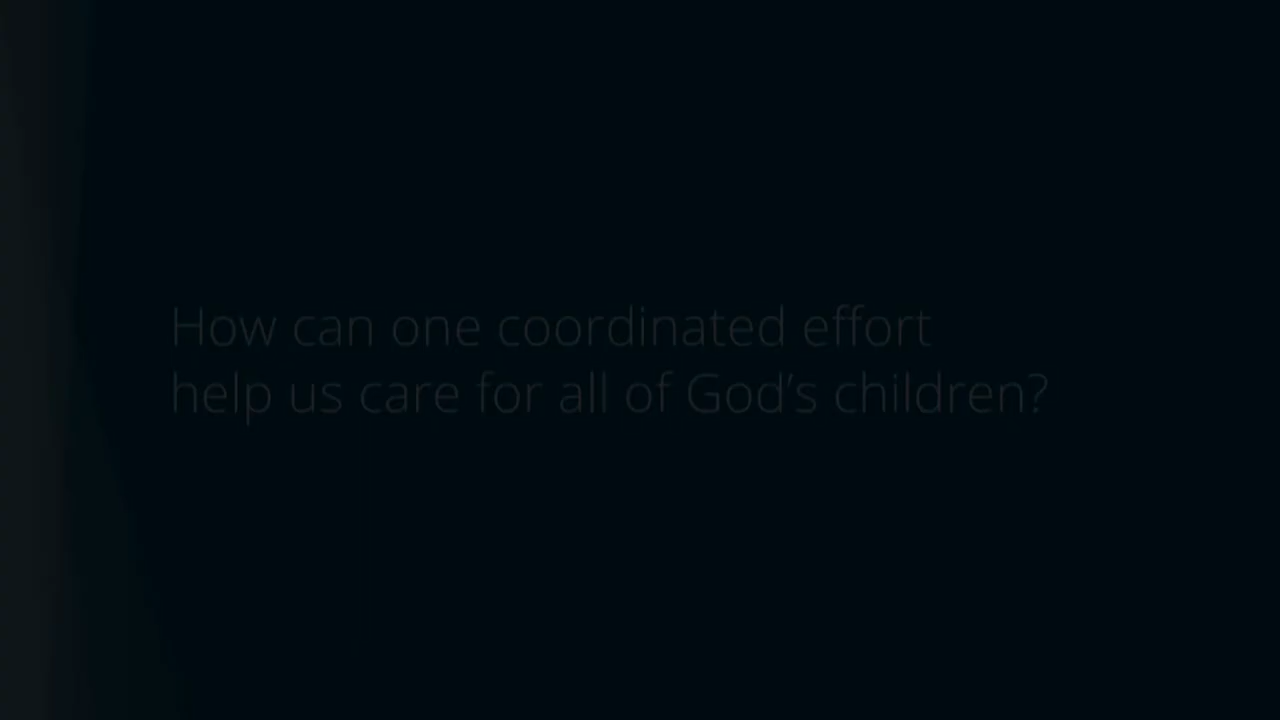 How can one coordinated effort
help us care for all of God’s children?